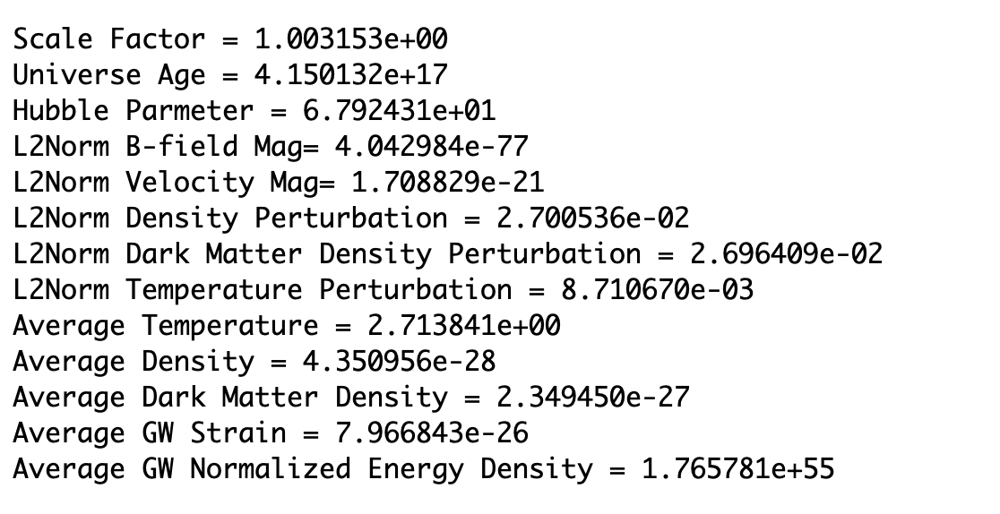 Scale Factor = 1.003153e+00
Universe Age = 4.150132e+17
Hubble Parmeter = 6.792431e+01
L2Norm B-field Mag= 4.042984e-77
L2Norm Velocity Mag= 1.708829e-21
L2Norm Density Perturbation = 2.700536e-02
L2Norm Dark Matter Density Perturbation = 2.696409e-02
L2Norm Temperature Perturbation = 8.710670e-03
Average Temperature = 2.713841e+00
Average Density = 4.350956e-28
Average Dark Matter Density = 2.349450e-27
Average GW Strain = 7.966843e-26
Average GW Normalized Energy Density = 1.765781e+55